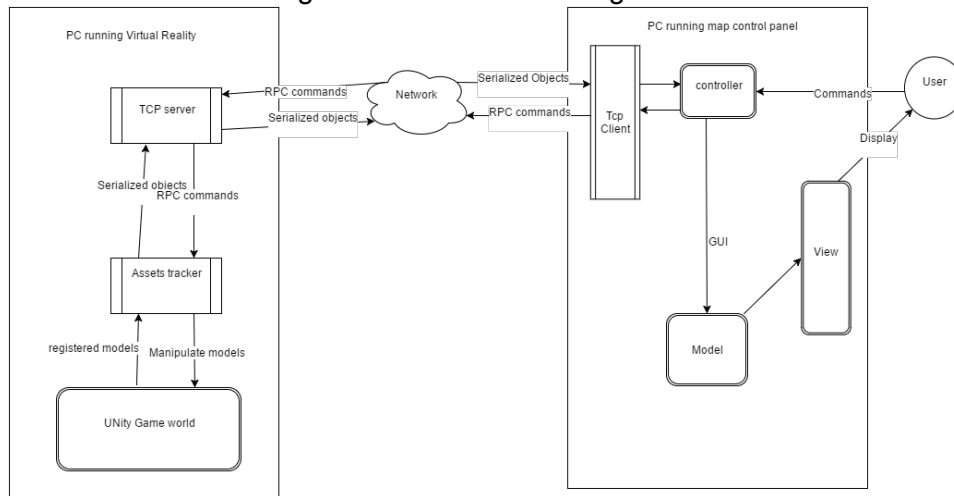 PC running Virtual Reality
TCP server
RPC commands
Serialized objects
Serialized objects
RPC commands
Assets tracker
registered models
Manipulate models
UNity Game world
Network
Serialized Objects
RPC commands
PC running map control panel
Tcp
Client
controller
Commands
User
Display
GUI
View
Model